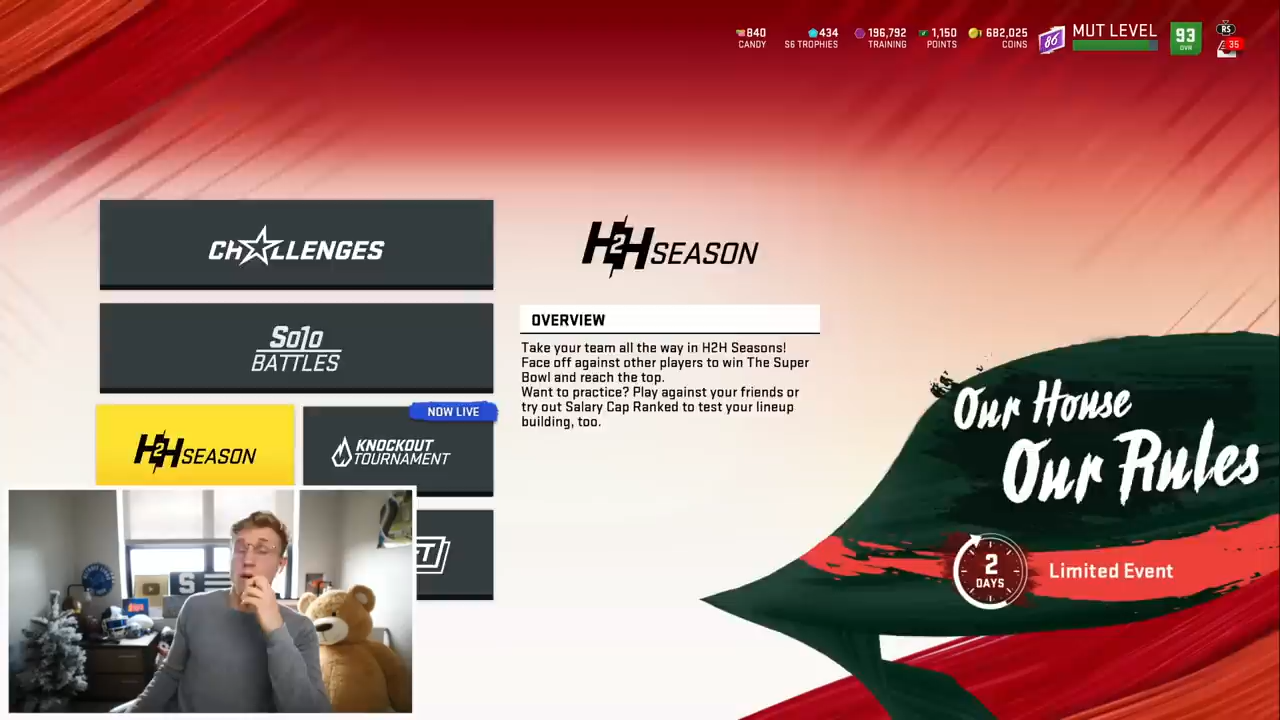 840
CANDY
434
S6 TROPHIES
196,792
TRAINING
1,150
POINTS
682,025
COINS
86
MUT LEVEL
93
OVR
RS
35
CHALLENGES
Solo
BATTLES
H2H SEASON
NOW LIVE
KNOCKOUT
TOURNAMENT
H2H SEASON
OVERVIEW
Take your team all the way in H2H Seasons!
Face off against other players to win The Super
Bowl and reach the top.
Want to practice? Play against your friends or
try out Salary Cap Ranked to test your lineup
building, too.
Our House
Our Rules
2
DAYS
Limited Event
S